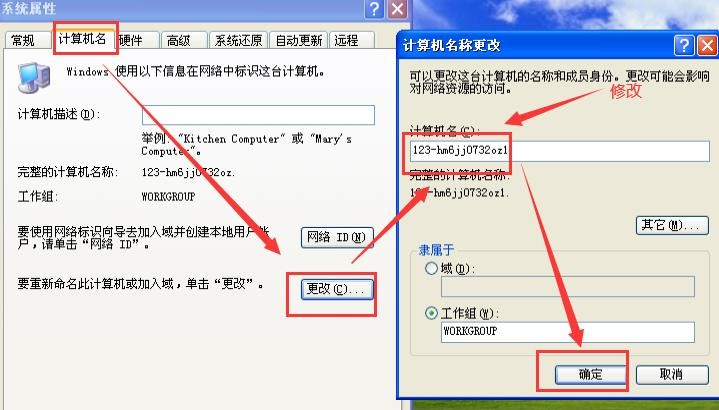 系统属性
常规
计算机名
硬件
高级
系统还原
自动更新
远程
Windows 使用以下信息在网络中标识这台计算机。
计算机描述(D):
举例: "Kitchen Computer" 或 "Mary's
Computer"。
完整的计算机名称:
123-hm6jj0732oz.
工作组:
WORKGROUP
要使用网络标识向导去加入域并创建本地用户帐
户,请单击“网络 ID”。
网络 ID(N)
要重新命名此计算机或加入域,单击“更改”。
更改(C)...
计算机名称更改
可以更改这台计算机的名称和成员身份。更改可能会影响
对网络资源的访问。
修改
计算机名(C):
123-hm6jj0732oz1
完整的计算机名称:
123-hm6jj0732oz1.
其它(M)...
隶属于
域(D):
工作组(W):
WORKGROUP
确定
取消